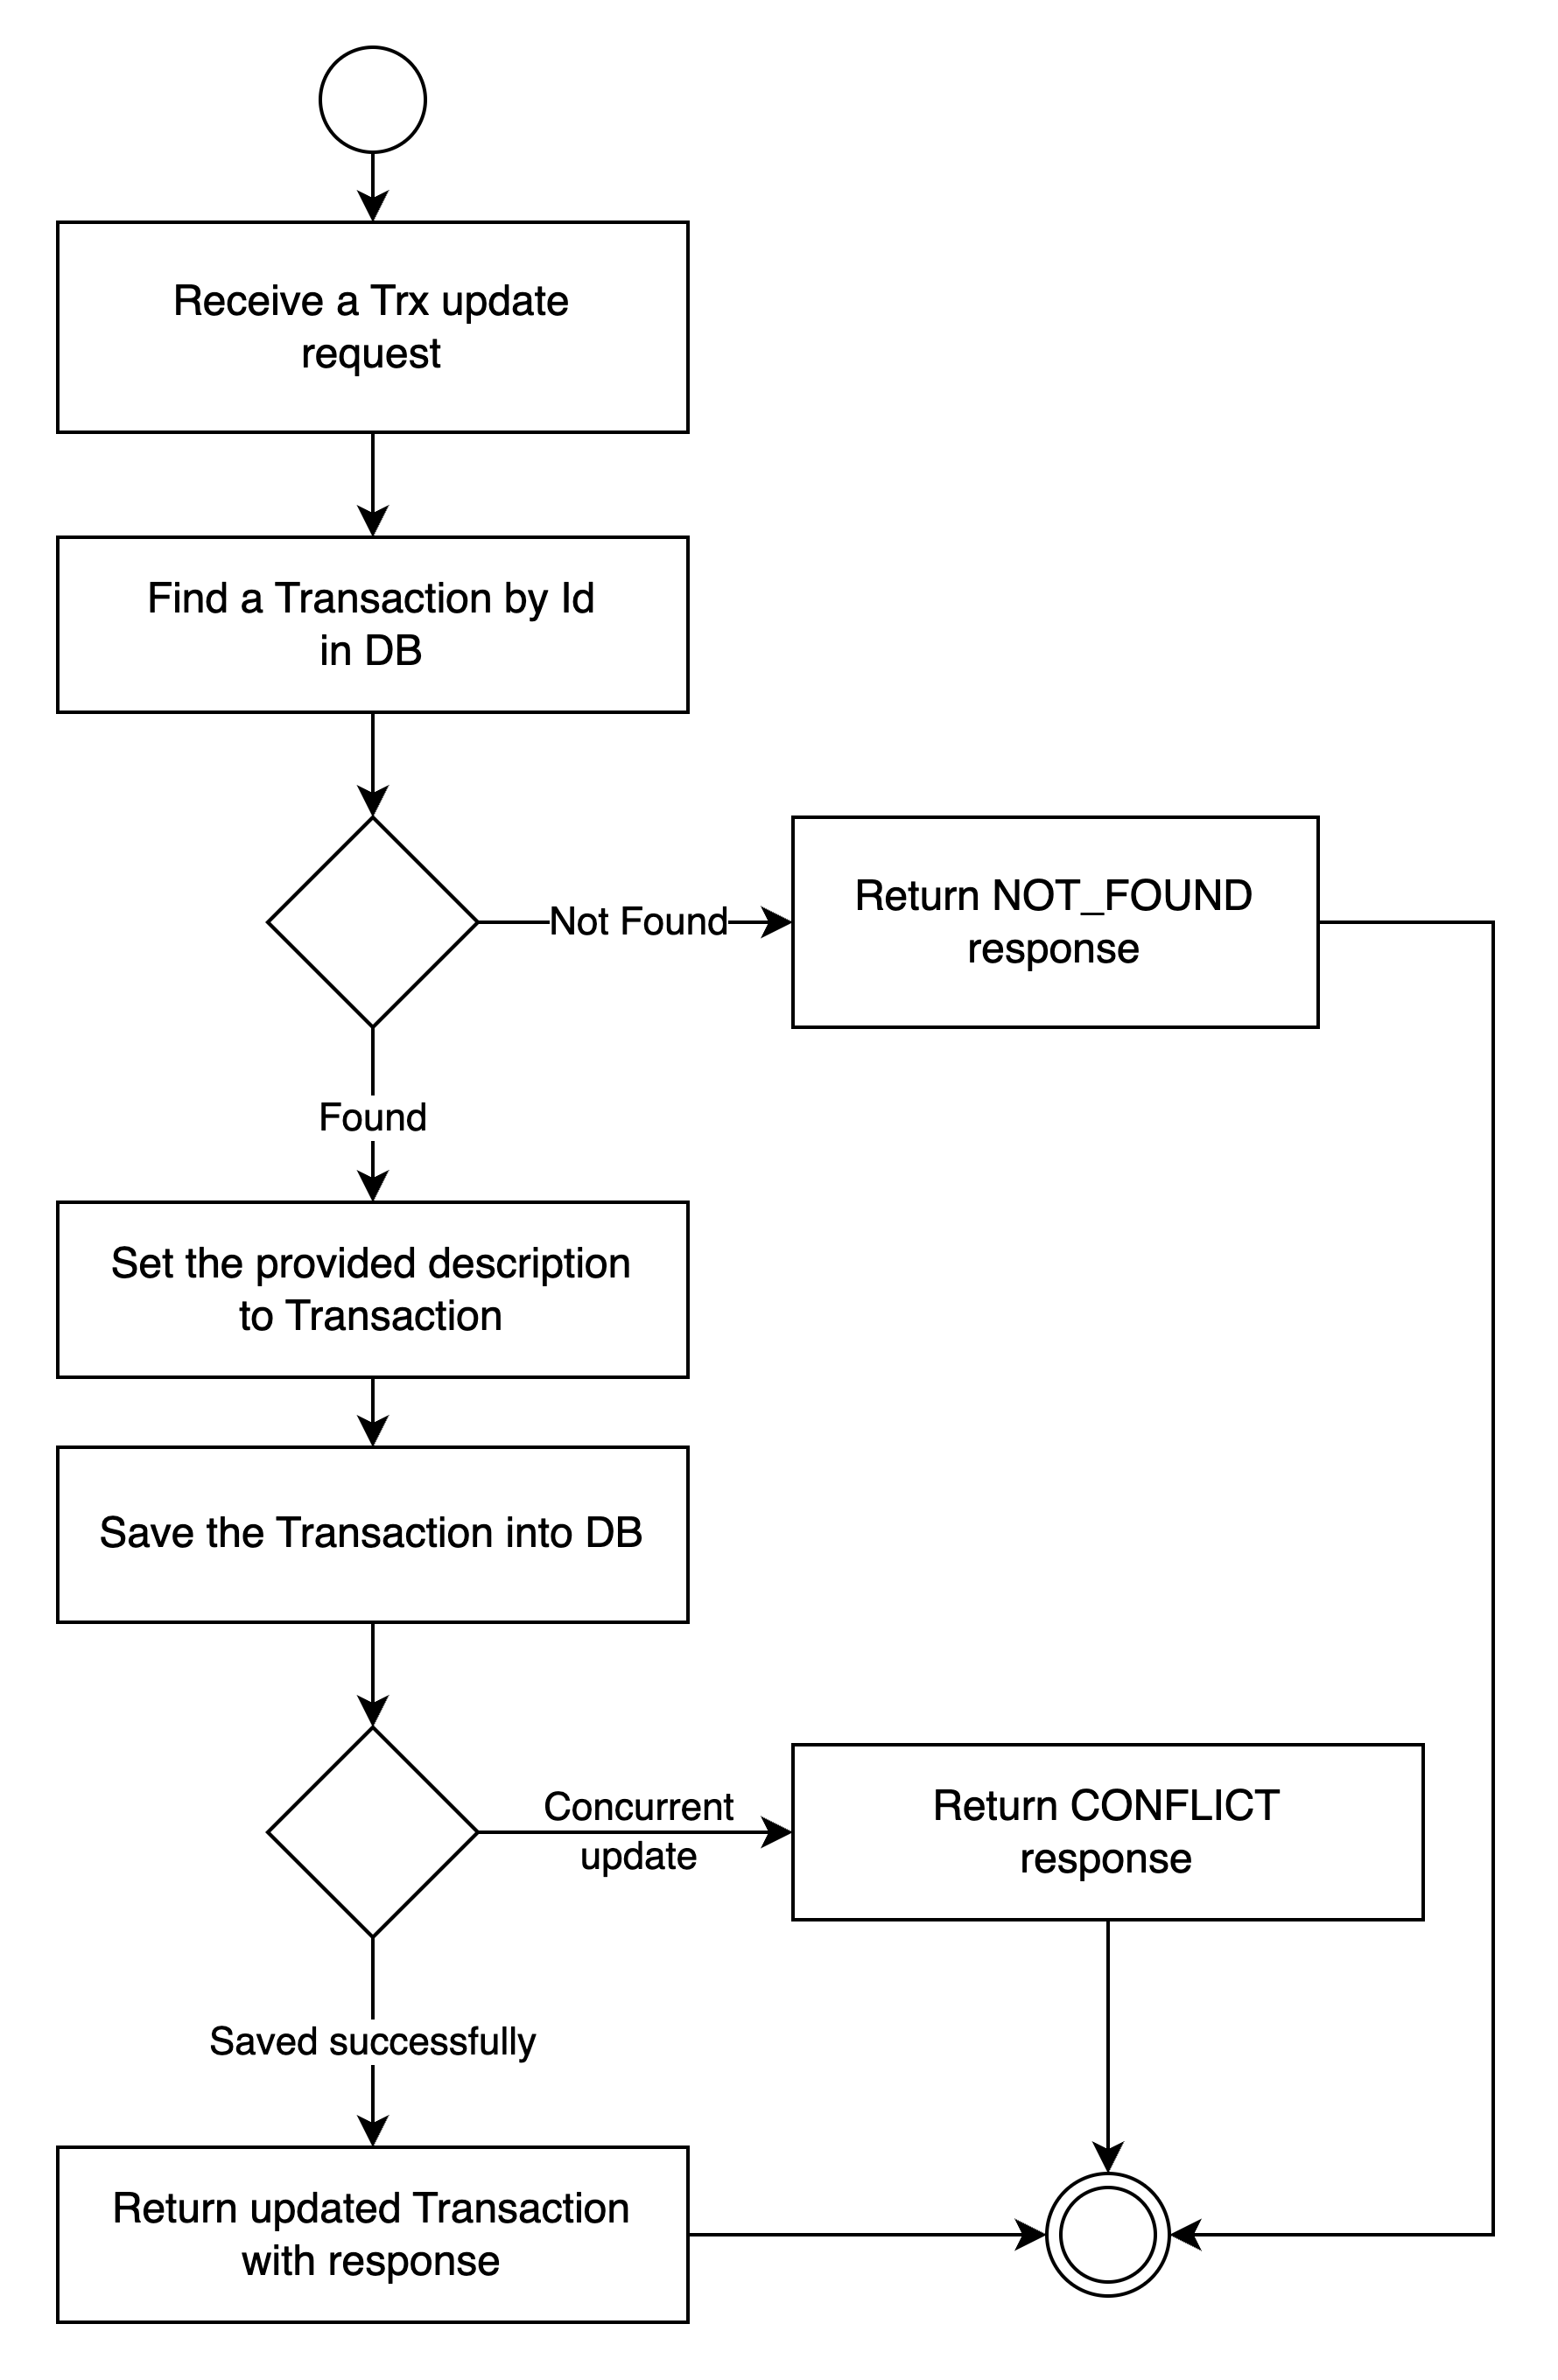 Receive a Trx update
request
Find a Transaction by Id
in DB
Not Found
Return NOT_FOUND
response
Found
Set the provided description
to Transaction
Save the Transaction into DB
Concurrent
update
Return CONFLICT
response
Saved successfully
Return updated Transaction
with response